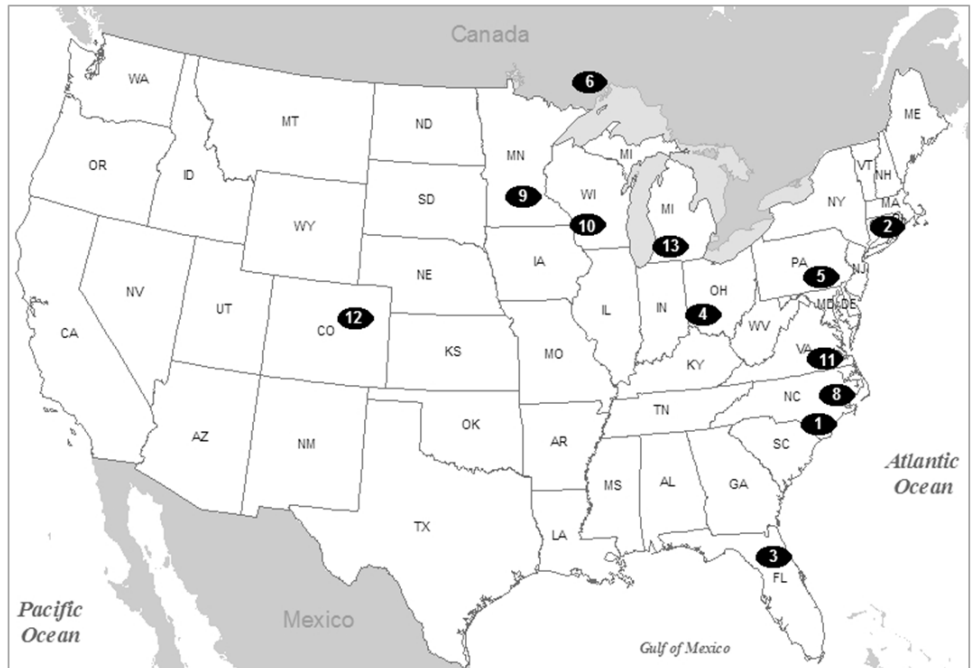 Canada
6
WA
MT
ND
MN
ME
OR
ID
SD
WI
MI
MI
VT
NH
NY
MA
9
10
2
13
WY
IA
PA
5
NJ
NE
NV
UT
CO
12
IL
IN
OH
4
MD
DE
WV
CA
KS
MO
KY
VA
11
NC
8
TN
1
AZ
NM
OK
AR
SC
Atlantic
Ocean
MS
AL
GA
TX
LA
3
FL
Pacific
Ocean
Mexico
Gulf of Mexico